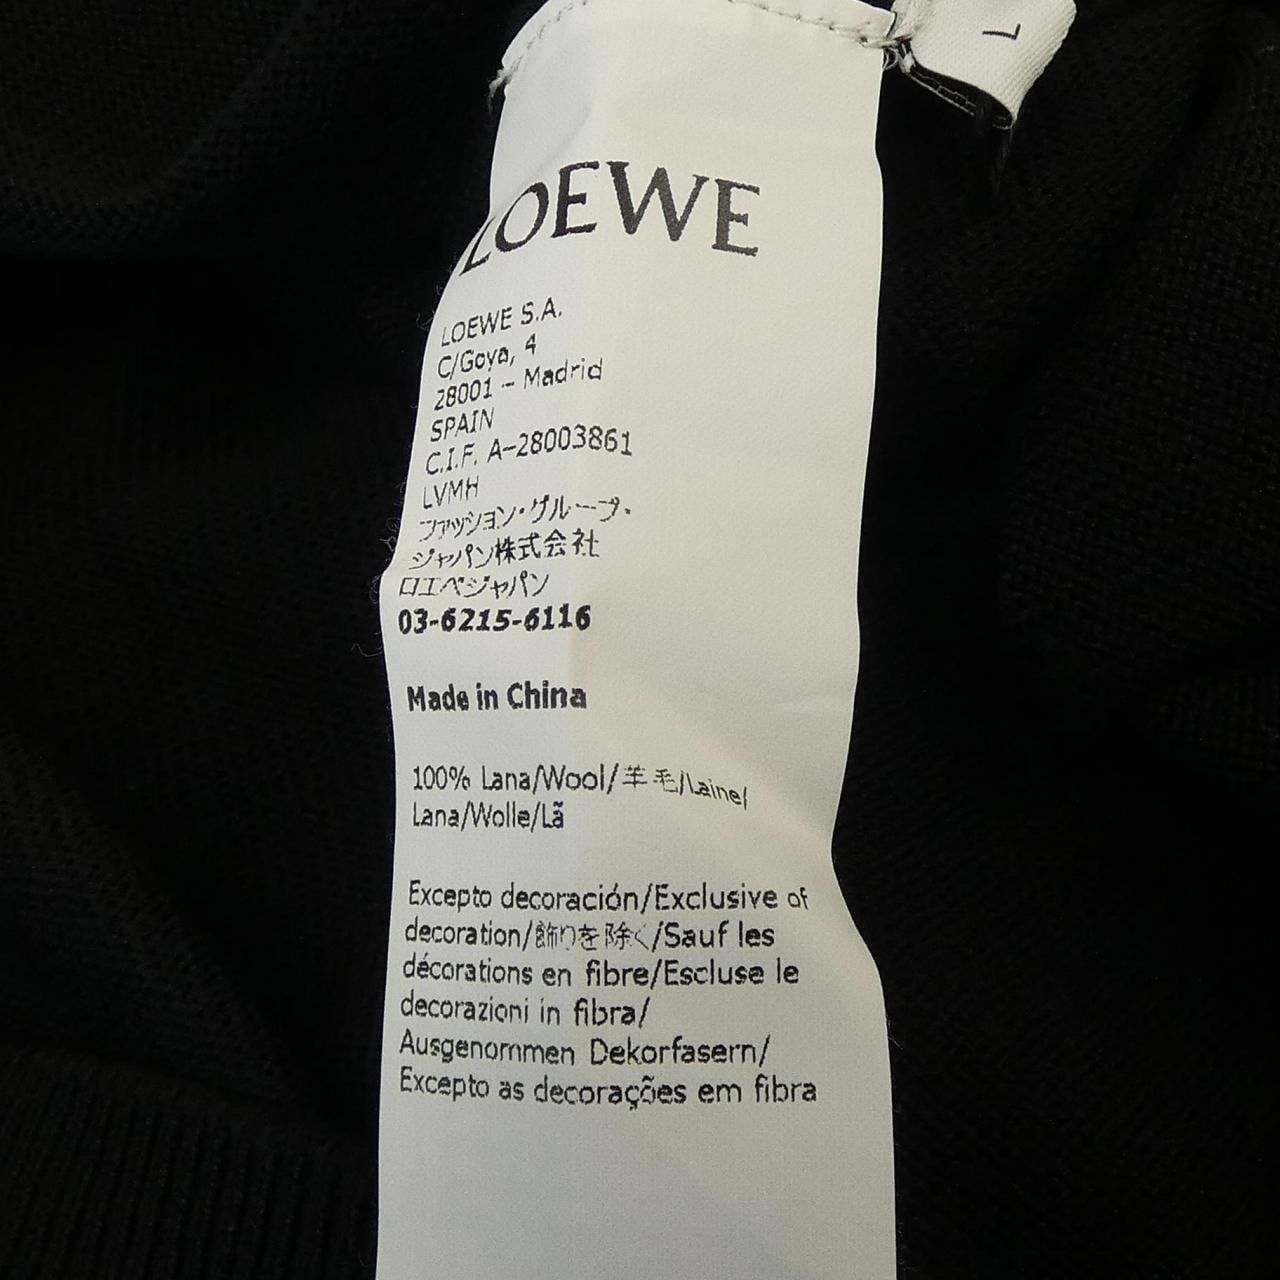 L
LOEWE
LOEWE S.A.
C/Goya, 4
28001 - Madrid
SPAIN
C.I.F. A-28003861
LVMH
ファッション・グループ・
ジャパン株式会社
ロエベジャパン
03-6215-6116
Made in China
100% Lana/Wool/羊毛/Laine/
Lana/Wolle/Lã
Excepto decoración/Exclusive of
decoration/飾りを除く/Sauf les
décorations en fibre/Escluse le
decorazioni in fibra/
Ausgenommen Dekorfasern/
Excepto as decorações em fibra